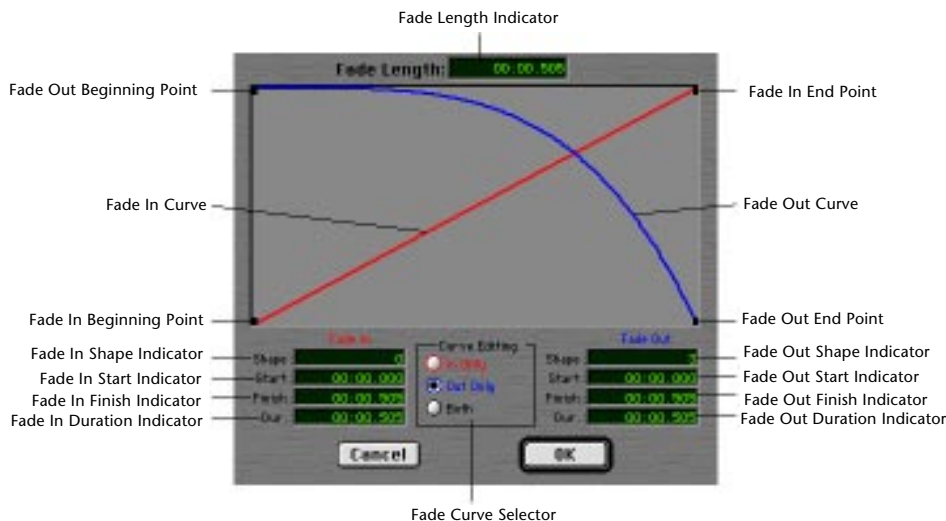 Fade Length Indicator
Fade Length: 00:00.505
Fade Out Beginning Point
Fade In End Point
Fade In Curve
Fade Out Curve
Fade In Beginning Point
Fade Out End Point
Fade In
Curve Editing
Fade Out
Fade In Shape Indicator
Shape: 0
In Only
Shape: 3
Fade Out Shape Indicator
Fade In Start Indicator
Start: 00:00.000
Out Only
Start: 00:00.000
Fade Out Start Indicator
Fade In Finish Indicator
Finish:
Both
Finish:
Fade Out Finish Indicator
Fade In Duration Indicator
Dur.: 00:00.505
Dur.: 00:00.505
Fade Out Duration Indicator
Cancel
OK
Fade Curve Selector